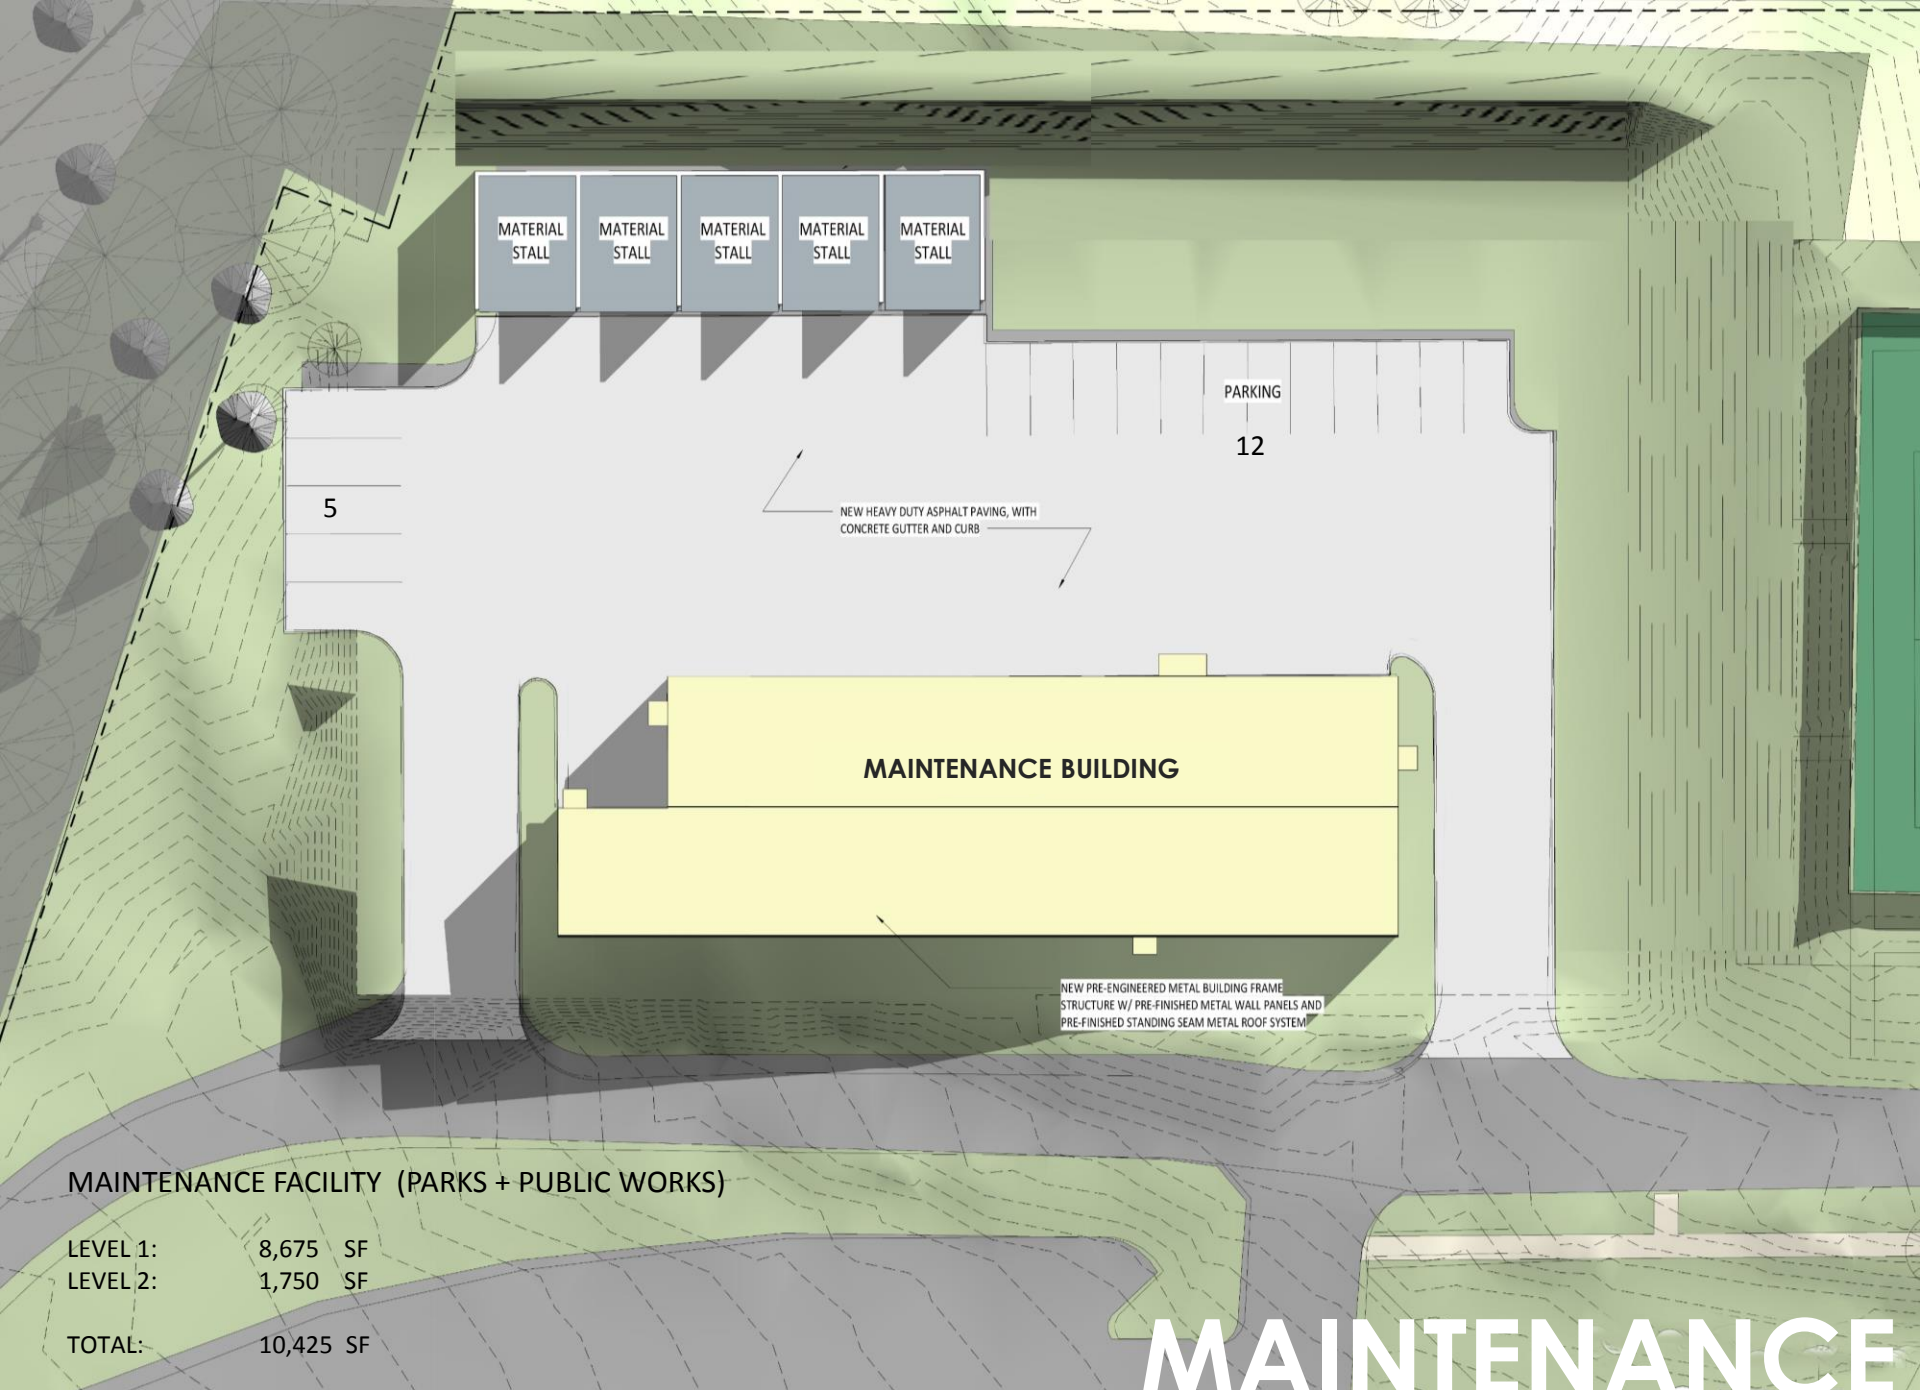 MATERIAL STALL
MATERIAL STALL
MATERIAL STALL
MATERIAL STALL
MATERIAL STALL
PARKING
12
5
NEW HEAVY DUTY ASPHALT PAVING, WITH
CONCRETE GUTTER AND CURB
MAINTENANCE BUILDING
NEW PRE-ENGINEERED METAL BUILDING FRAME
STRUCTURE W/ PRE-FINISHED METAL WALL PANELS AND
PRE-FINISHED STANDING SEAM METAL ROOF SYSTEM
MAINTENANCE FACILITY (PARKS + PUBLIC WORKS)
LEVEL 1: 8,675 SF
LEVEL 2: 1,750 SF
TOTAL: 10,425 SF
MAINTENANCE